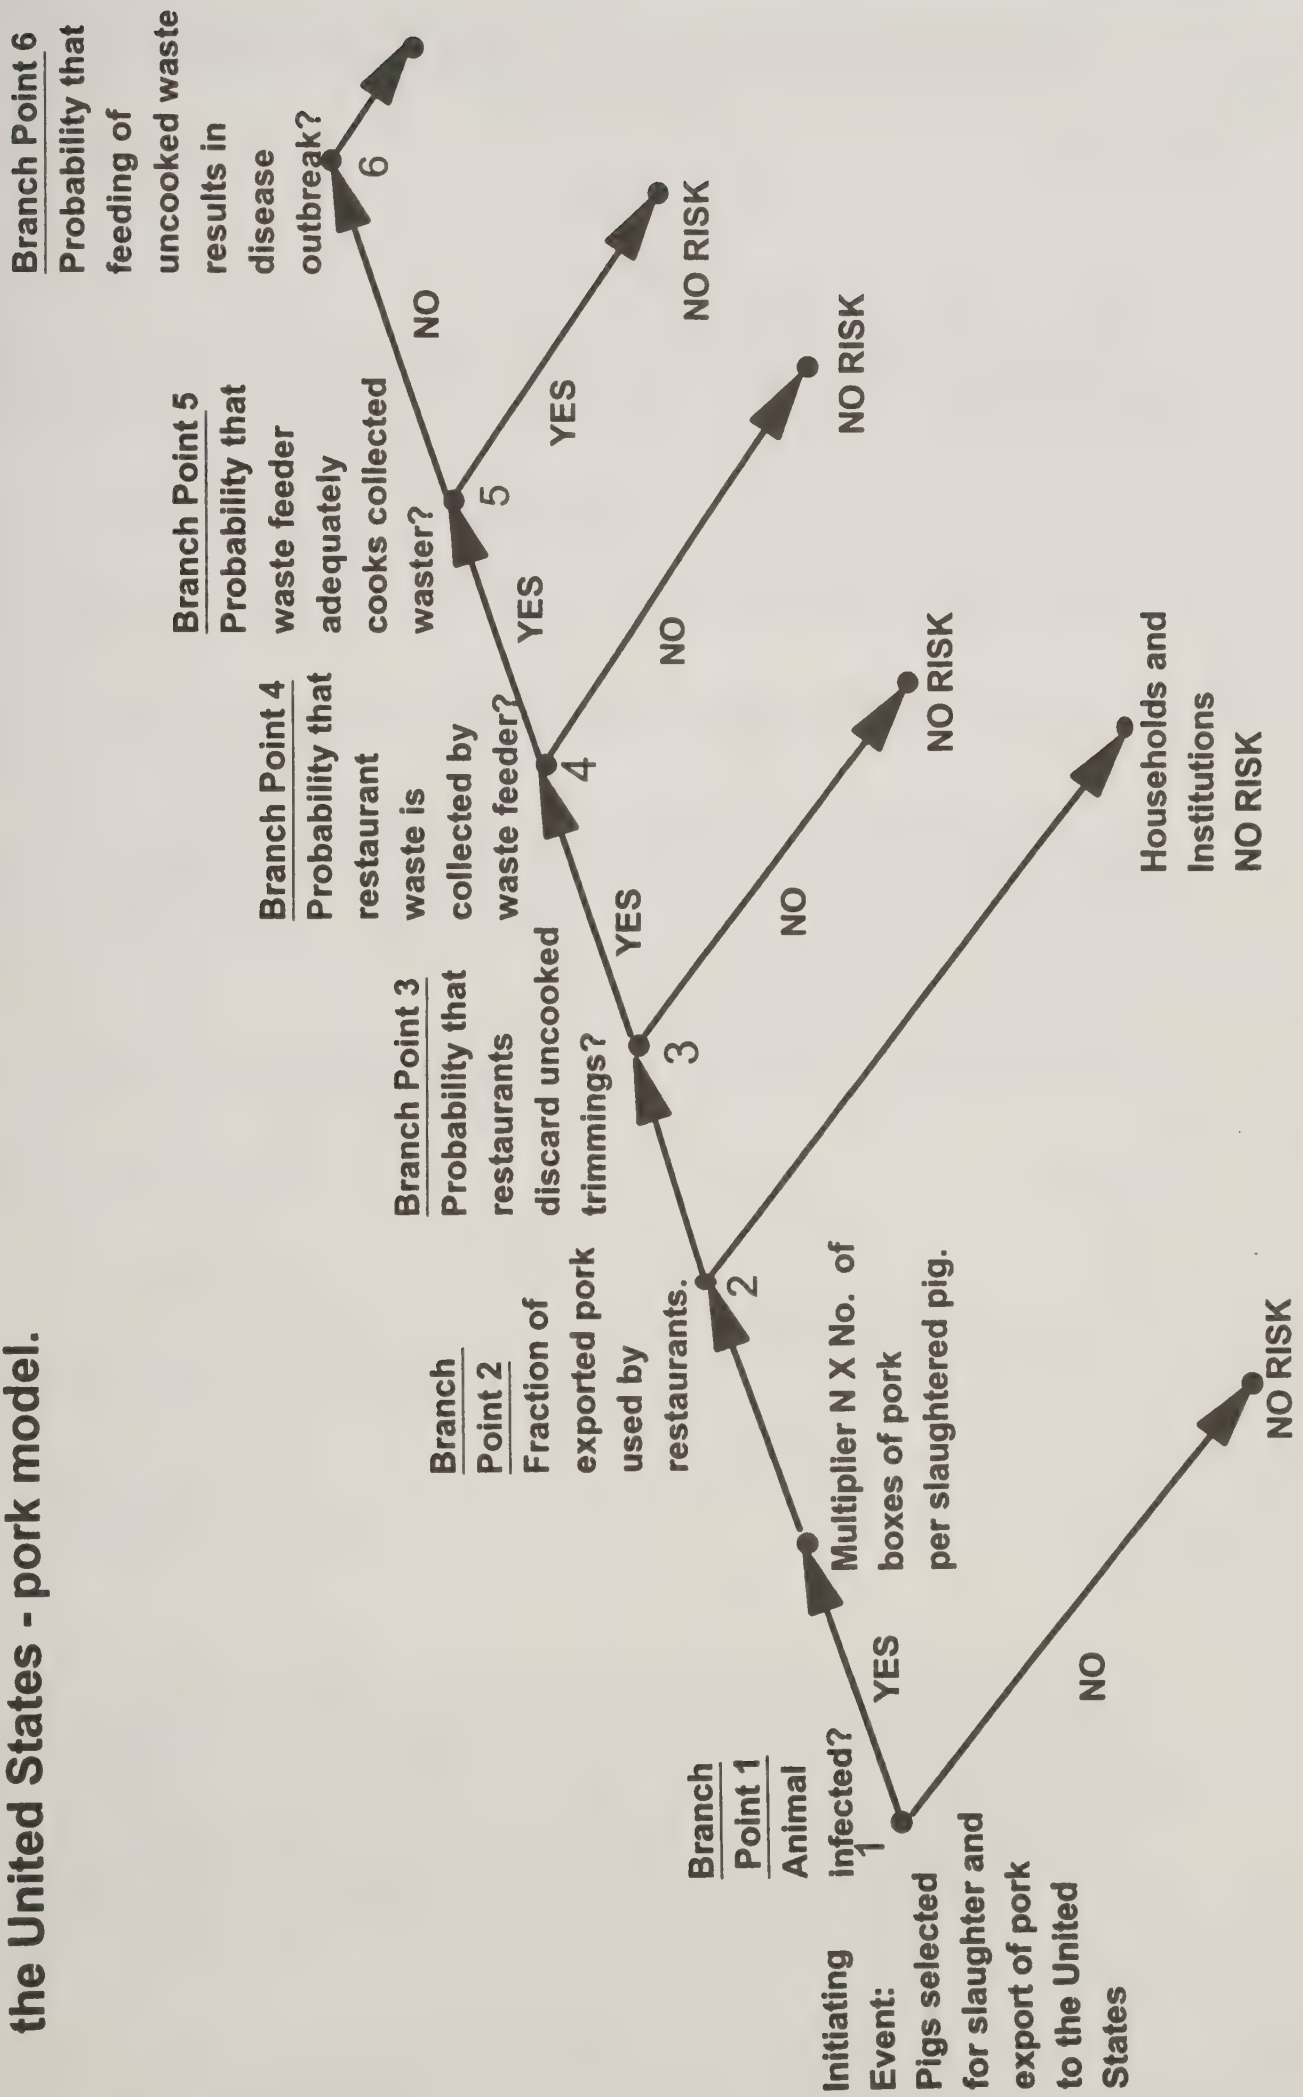 the United States - pork model.
Initiating
Event:
Pigs selected
for slaughter and
export of pork
to the United
States
Branch
Point 1
Animal
infected?
1
YES
NO
NO RISK
Multiplier N X No. of
boxes of pork
per slaughtered pig.
Branch
Point 2
Fraction of
exported pork
used by
restaurants.
2
Households and
Institutions
NO RISK
Branch Point 3
Probability that
restaurants
discard uncooked
trimmings?
3
YES
NO
NO RISK
Branch Point 4
Probability that
restaurant
waste is
collected by
waste feeder?
4
YES
NO
NO RISK
Branch Point 5
Probability that
waste feeder
adequately
cooks collected
waster?
5
NO
YES
NO RISK
Branch Point 6
Probability that
feeding of
uncooked waste
results in
disease
outbreak?
6